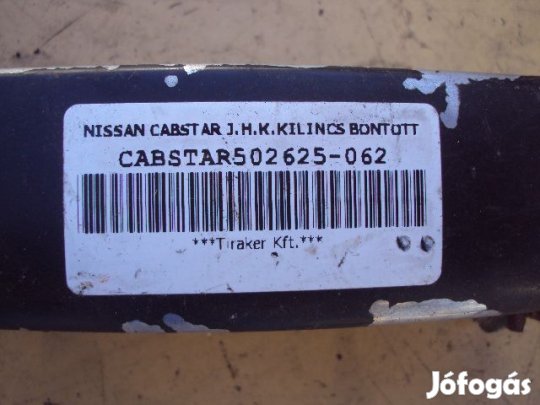 NISSAN CABSTAR J.H.K.KILINCS BONTOTT
CABSTAR502625-062
***Tiraker Kft.***
Jófogás